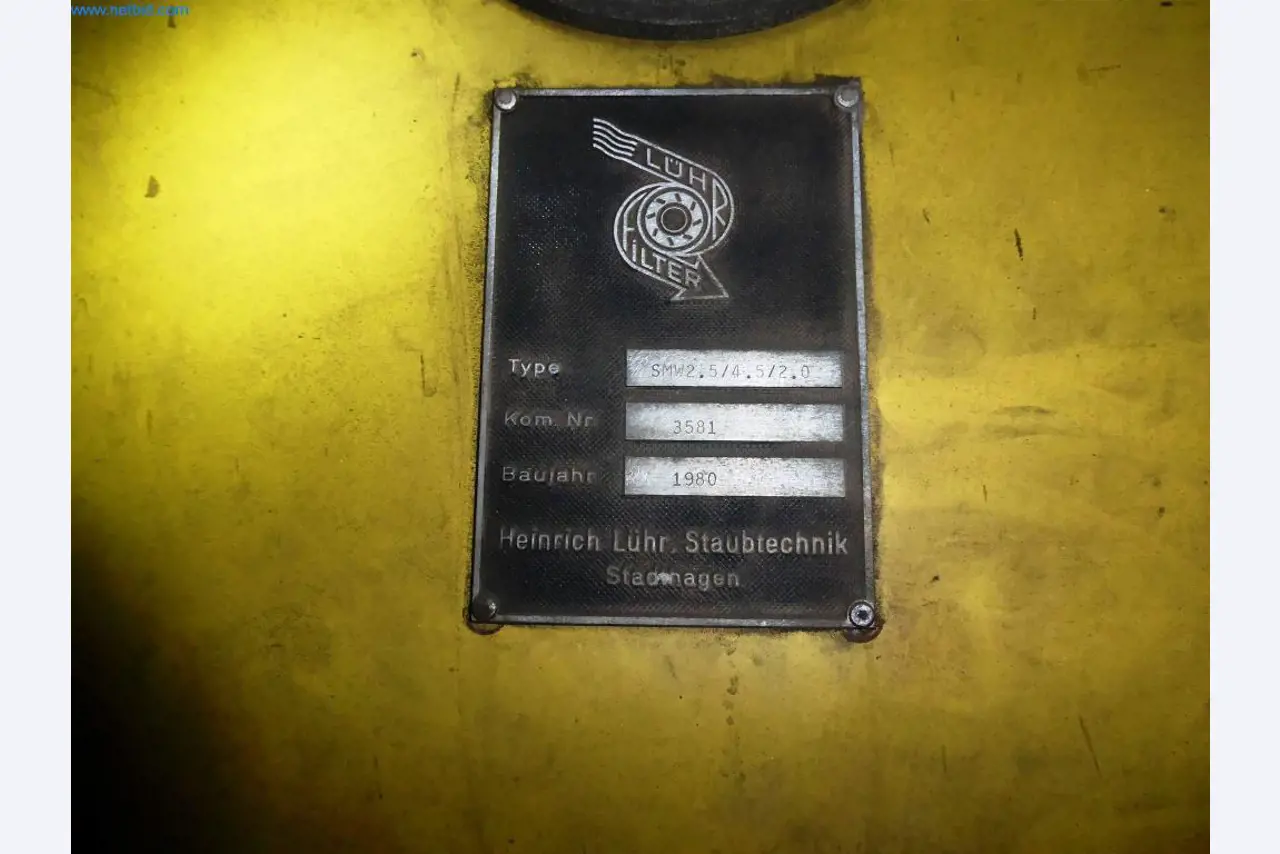 www.netbid.com
LÜHR
FILTER
Type SMW2.5/4.5/2.0
Kom. Nr. 3581
Baujahr 1980
Heinrich Lühr, Staubtechnik
Stadthagen